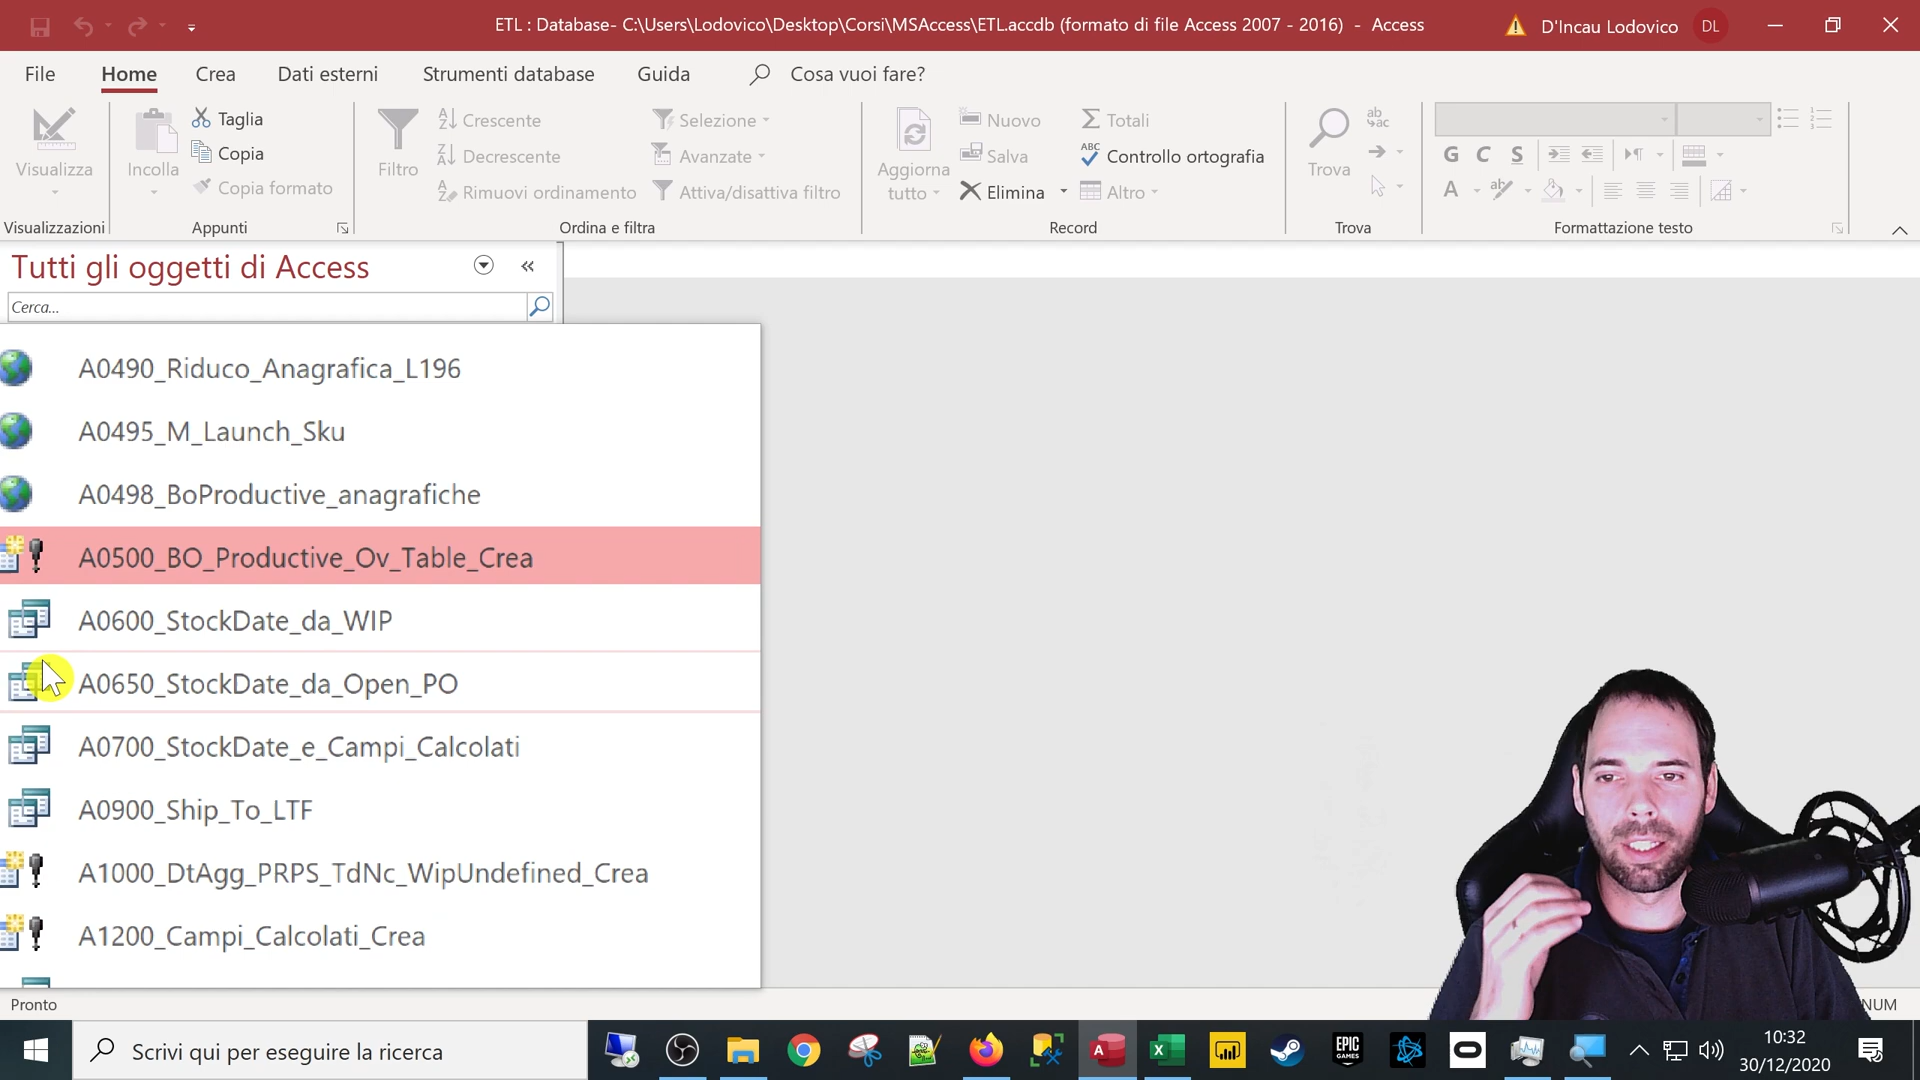 ETL : Database- C:\Users\Lodovico\Desktop\Corsi\MSAccess\ETL.accdb (formato di file Access 2007 - 2016) - Access
D'Incau Lodovico
DL
File
Home
Crea
Dati esterni
Strumenti database
Guida
Cosa vuoi fare?
Visualizza
Visualizzazioni
Incolla
Taglia
Copia
Copia formato
Appunti
Filtro
Crescente
Decrescente
Rimuovi ordinamento
Selezione
Avanzate
Attiva/disattiva filtro
Ordina e filtra
Aggiorna
tutto
Nuovo
Salva
Elimina
Totali
Controllo ortografia
Altro
Record
Trova
Trova
G C S
A
Formattazione testo
Tutti gli oggetti di Access
Cerca...
A0490_Riduco_Anagrafica_L196
A0495_M_Launch_Sku
A0498_BoProductive_anagrafiche
A0500_BO_Productive_Ov_Table_Crea
A0600_StockDate_da_WIP
A0650_StockDate_da_Open_PO
A0700_StockDate_e_Campi_Calcolati
A0900_Ship_To_LTF
A1000_DtAgg_PRPS_TdNc_WipUndefined_Crea
A1200_Campi_Calcolati_Crea
Pronto
NUM
Scrivi qui per eseguire la ricerca
EPIC
GAMES
10:32
30/12/2020